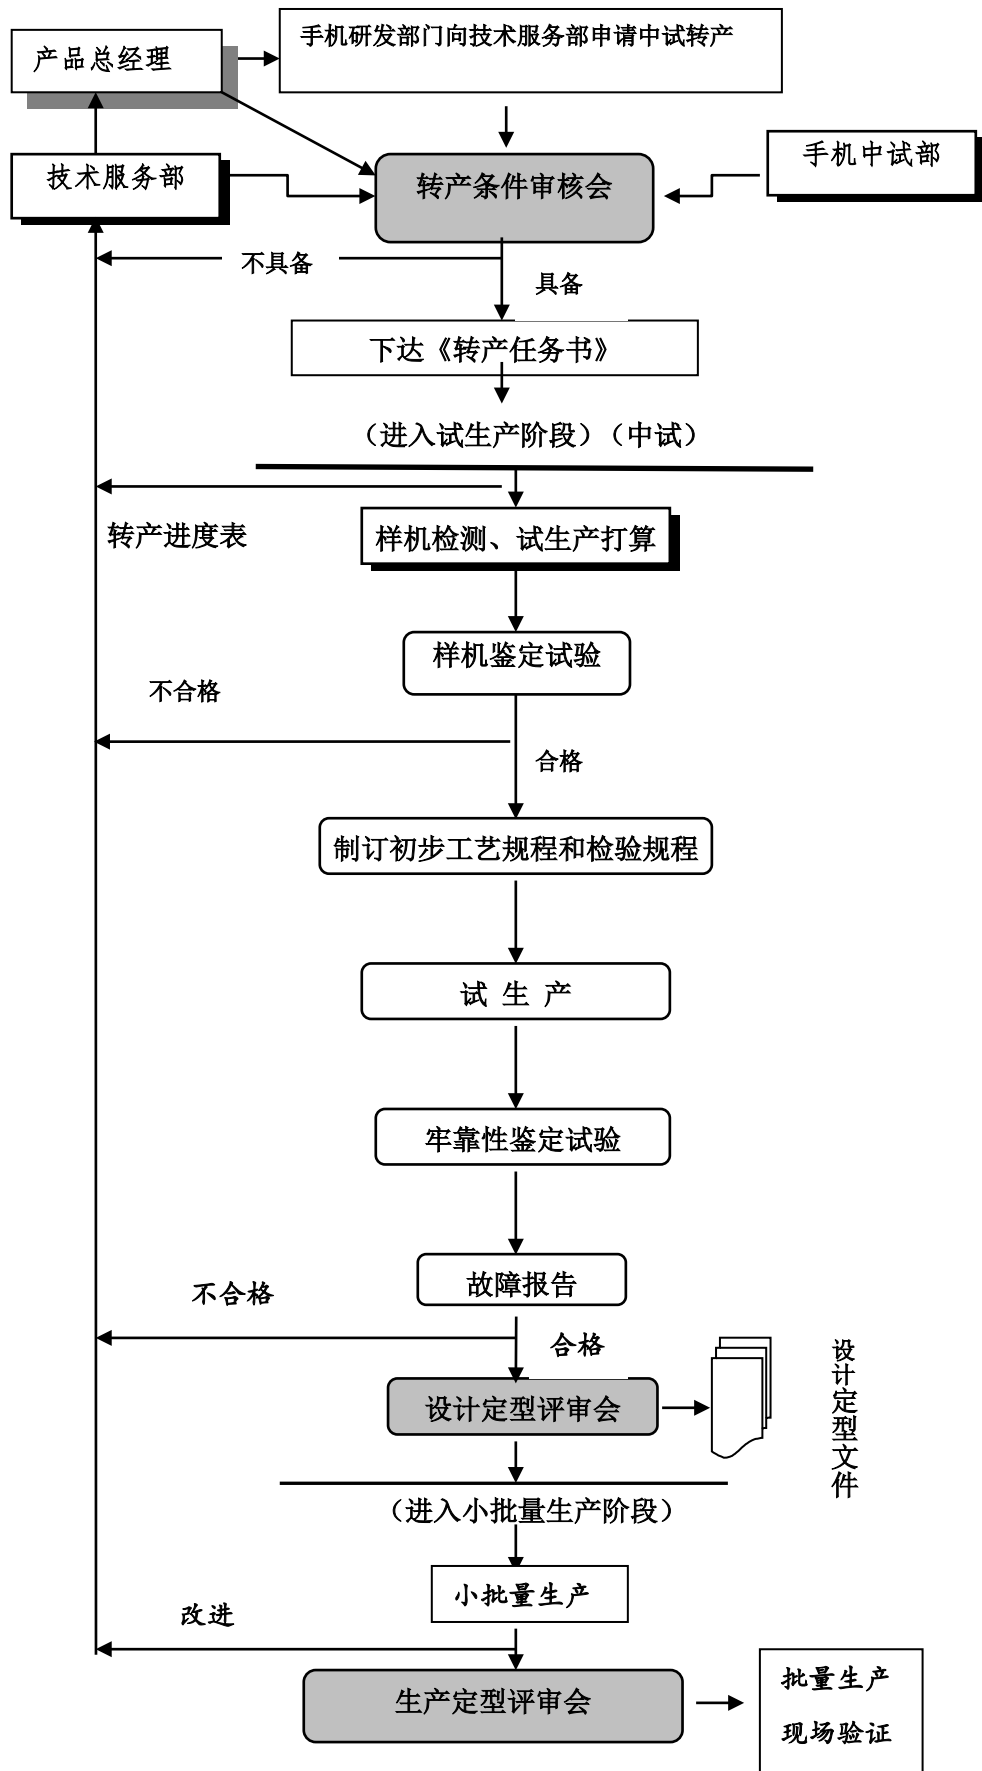 手机研发部门向技术服务部申请中试转产
产品总经理
手机中试部
技术服务部
转产条件审核会
不具备
具备
下达《转产任务书》
（进入试生产阶段）（中试）
转产进度表
样机检测、试生产打算
样机鉴定试验
不合格
合格
制订初步工艺规程和检验规程
试 生 产
牢靠性鉴定试验
故障报告
不合格
合格
设计定型文件
设计定型评审会
（进入小批量生产阶段）
小批量生产
改进
生产定型评审会
批量生产
现场验证